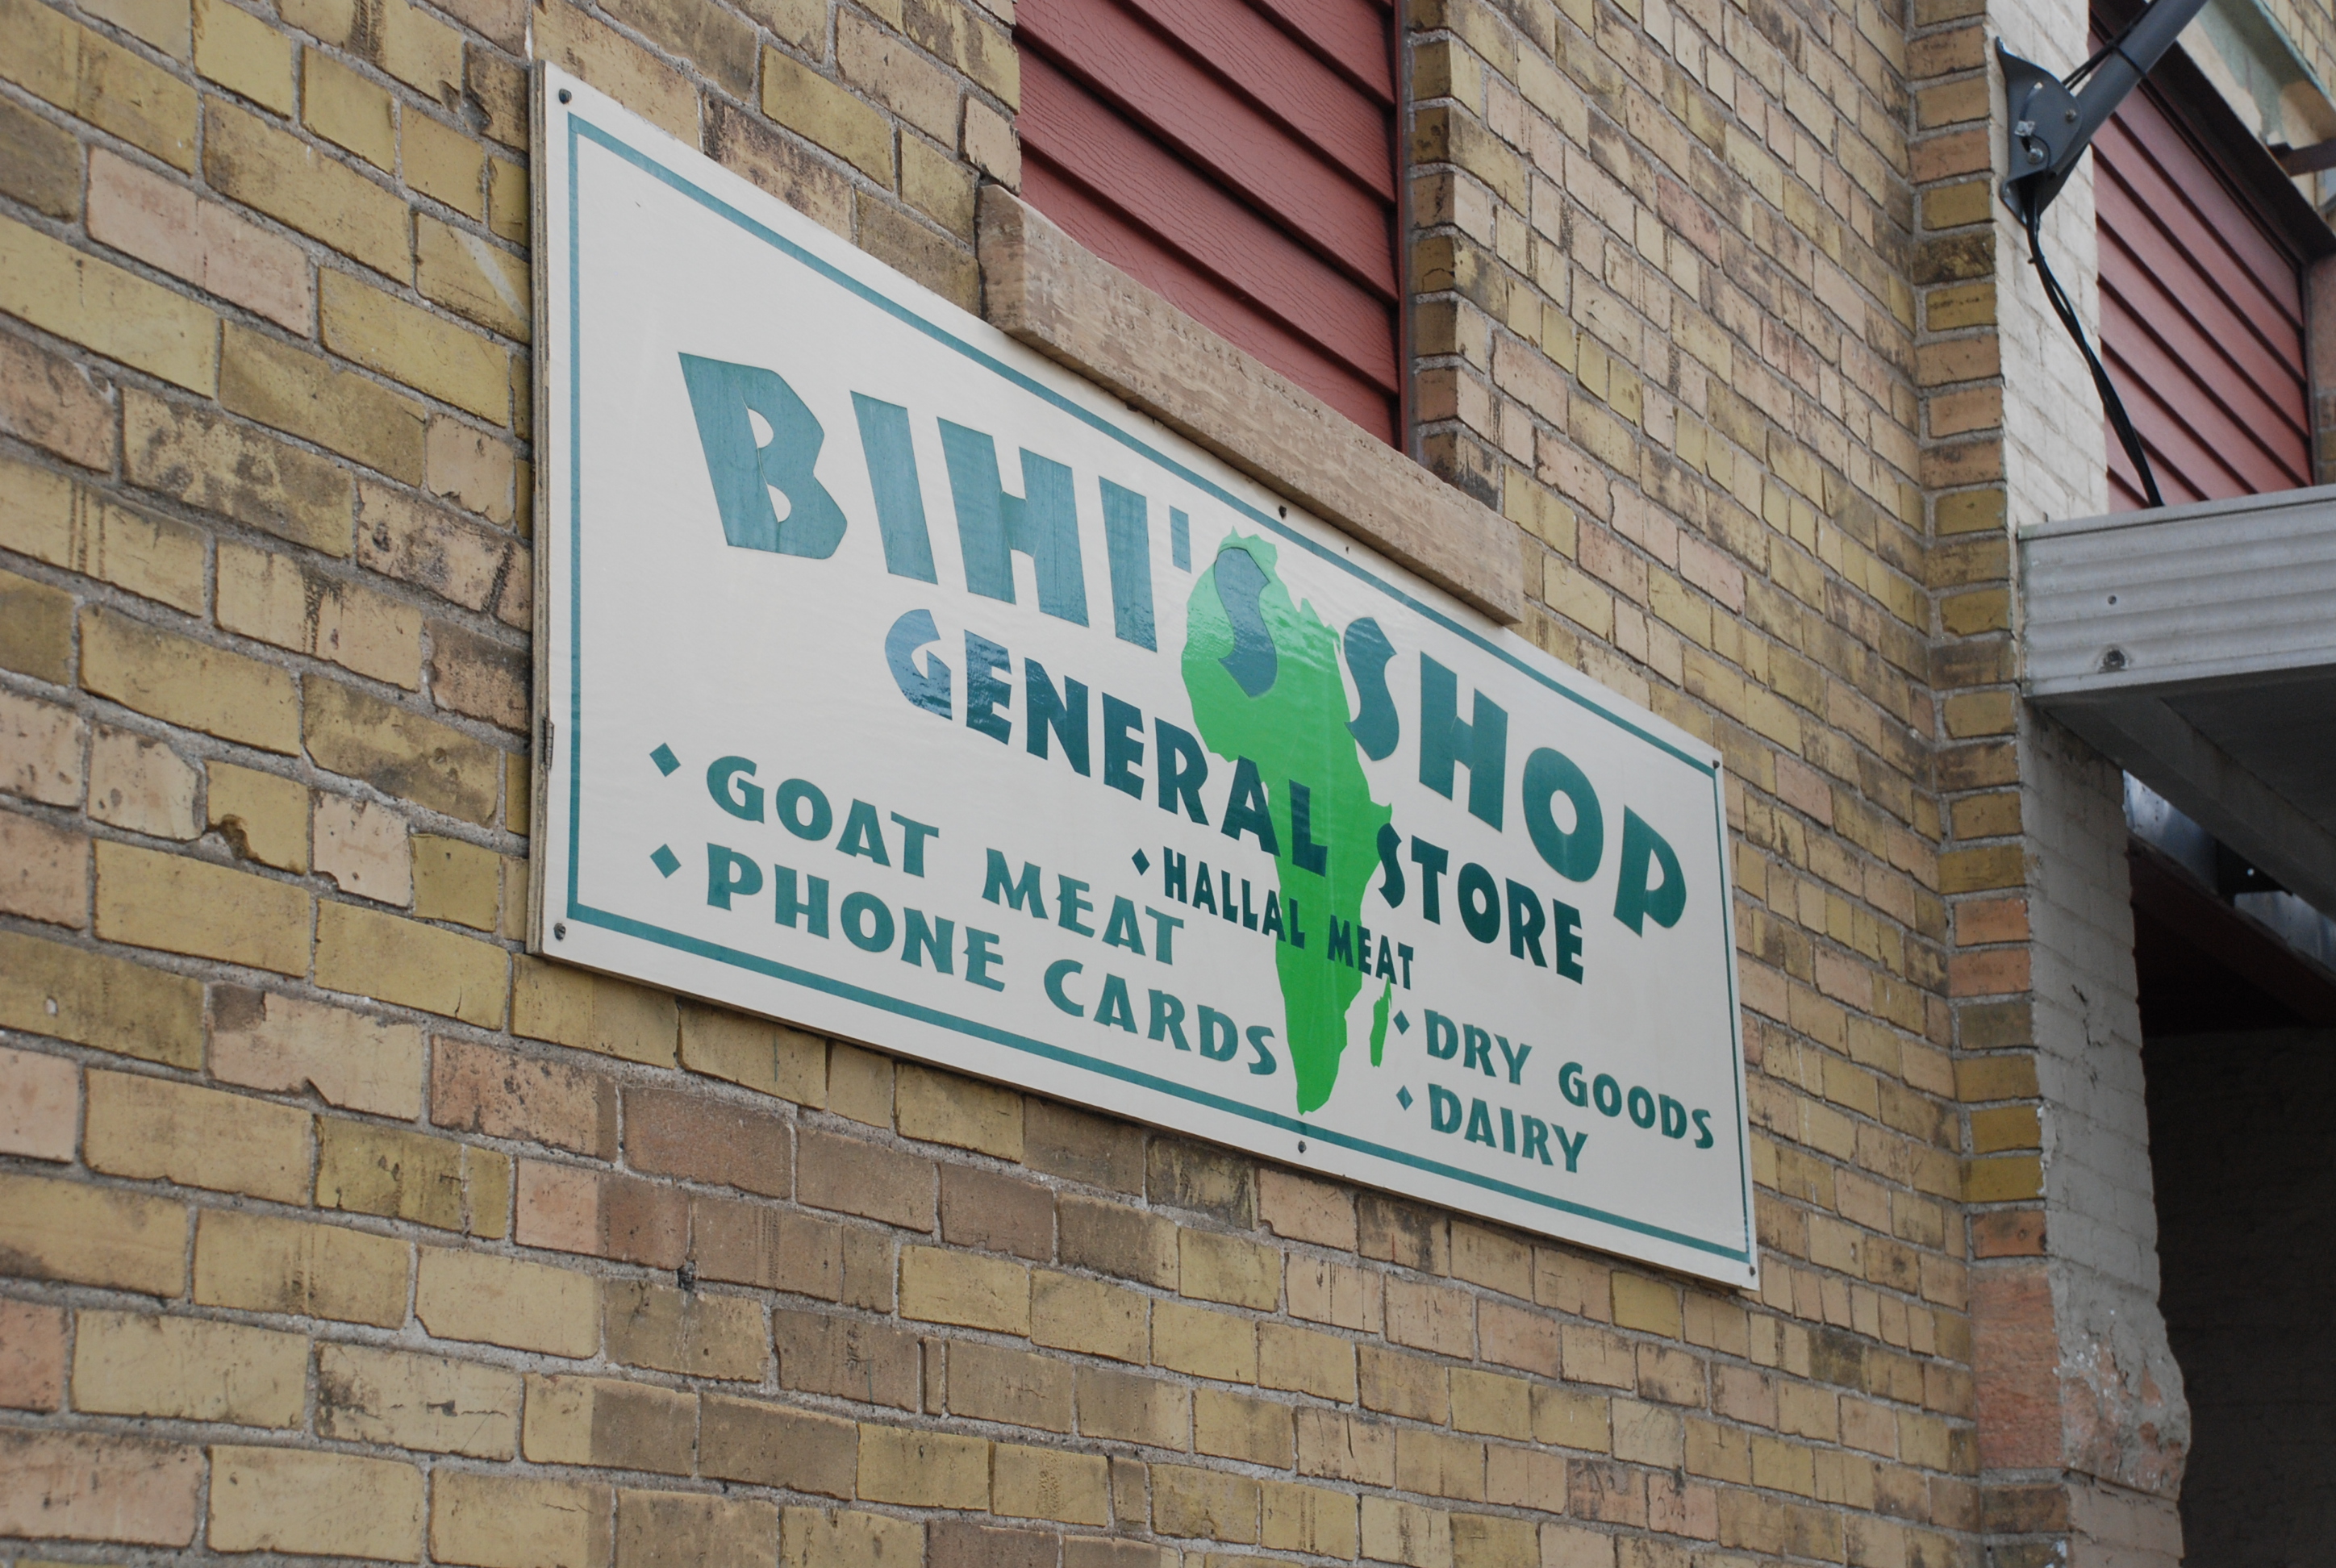 BIHI'S SHOP
GENERAL STORE
• HALLAL MEAT
• GOAT MEAT
• PHONE CARDS
• DRY GOODS
• DAIRY